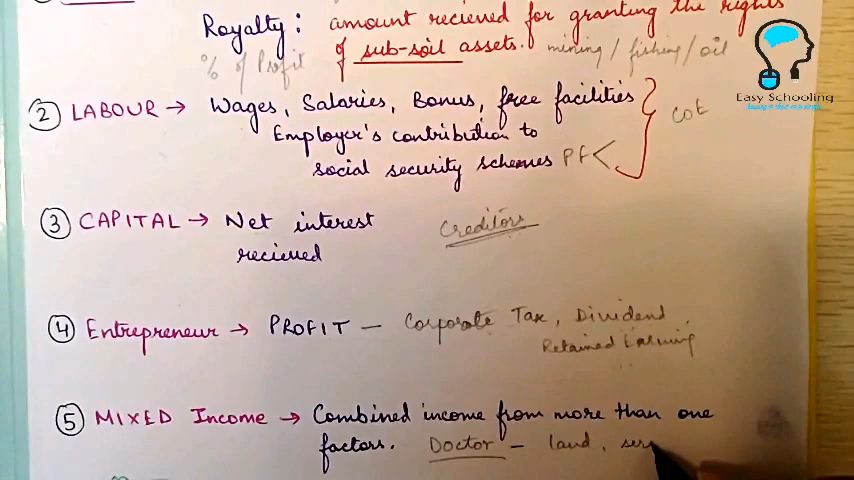 Royalty: amount recieved for granting the rights
of sub-soil assets. mining / fishing / oil
% of Profit
Easy Schooling
② LABOUR → Wages, Salaries, Bonus, free facilities
Employer's contribution to
social security schemes PF <
COE
③ CAPITAL → Net interest
recieved
Creditors
④ Entrepreneur → PROFIT - Corporate Tax, Dividend,
Retained Earning
⑤ MIXED Income → Combined income from more than one
factors. Doctor - land, serv